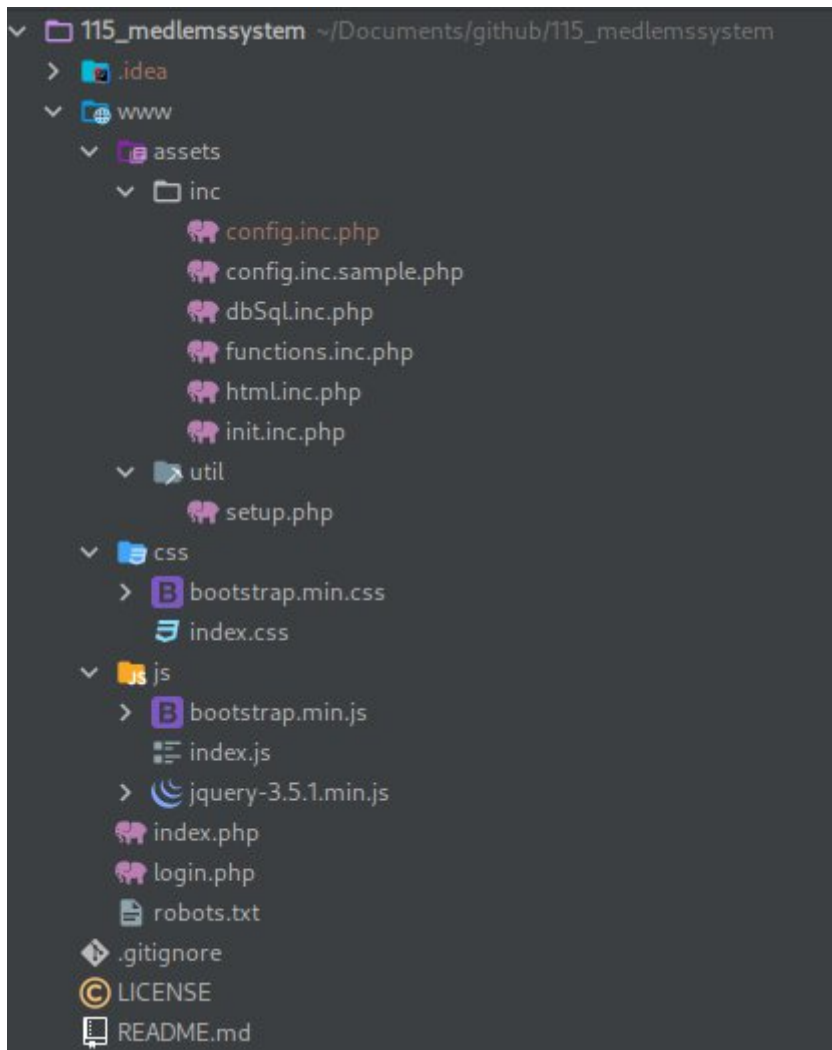 115_medlemssystem ~/Documents/github/115_medlemssystem
.idea
www
assets
inc
config.inc.php
config.inc.sample.php
dbSql.inc.php
functions.inc.php
html.inc.php
init.inc.php
util
setup.php
css
B bootstrap.min.css
index.css
JS js
B bootstrap.min.js
index.js
jquery-3.5.1.min.js
index.php
login.php
robots.txt
.gitignore
© LICENSE
README.md